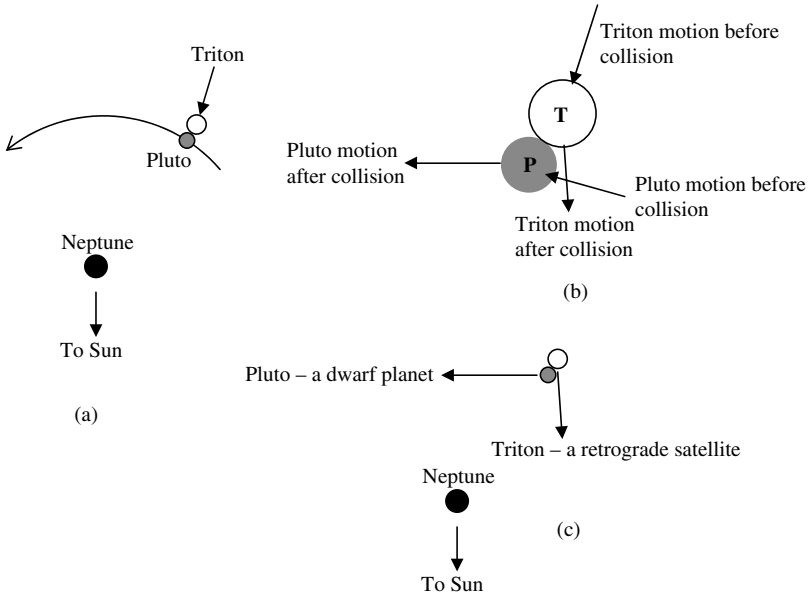 Triton
Pluto
Neptune
To Sun
(a)
Triton motion before
collision
T
Pluto motion
after collision
P
Pluto motion before
collision
Triton motion
after collision
(b)
Pluto – a dwarf planet
Triton – a retrograde satellite
Neptune
(c)
To Sun